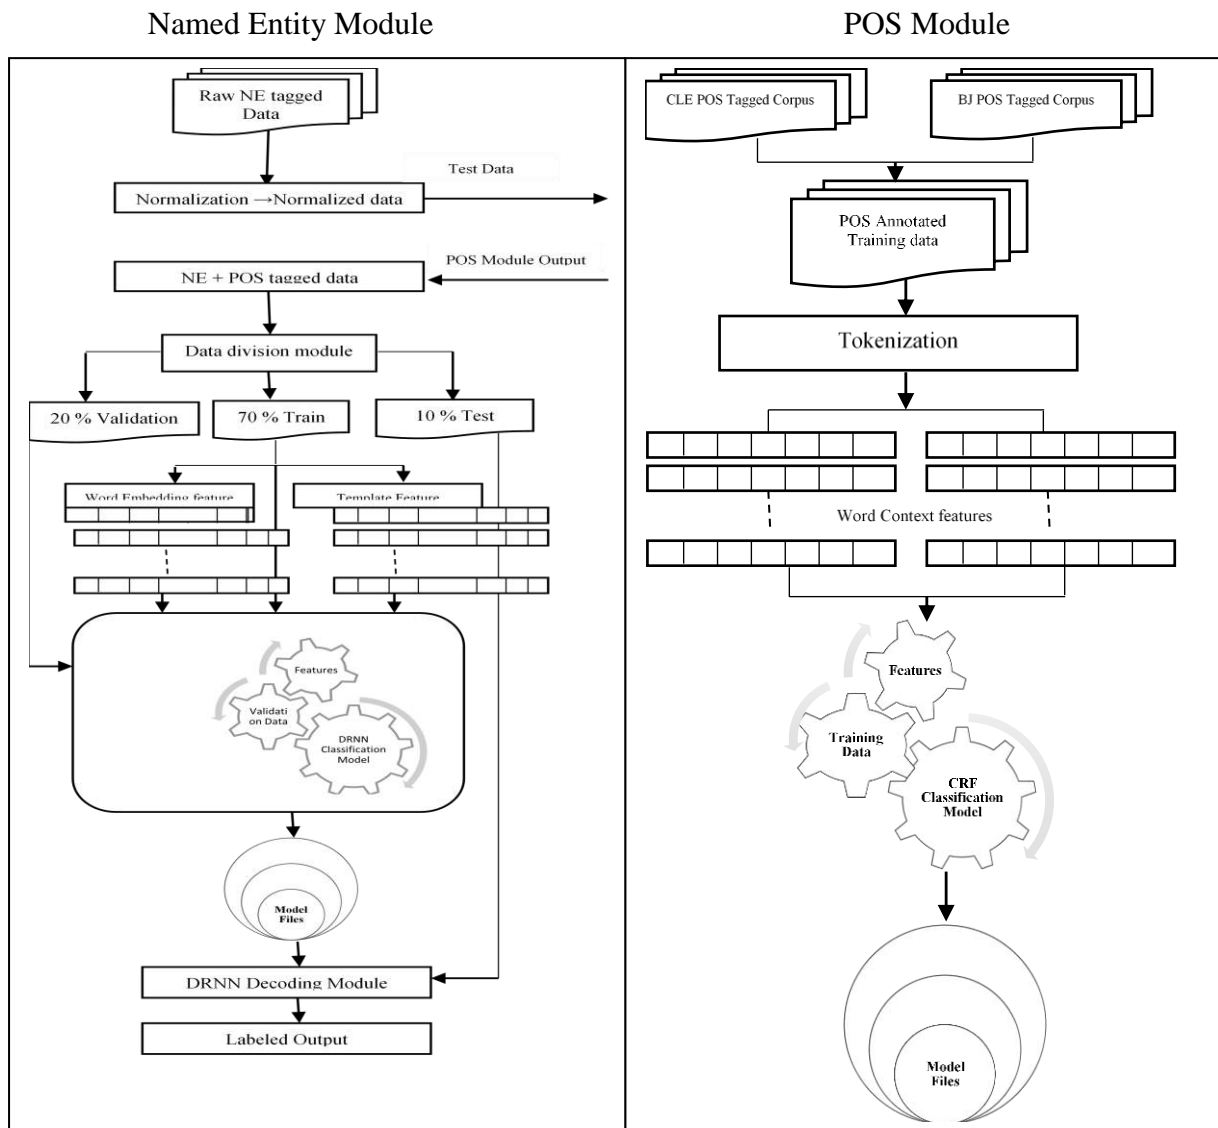 Named Entity Module
POS Module
Raw NE tagged
Data
Test Data
Normalization →Normalized data
POS Module Output
NE + POS tagged data
Data division module
20 % Validation
70 % Train
10 % Test
Word Embedding feature
Template Feature
Features
Validati
on Data
DRNN
Classification
Model
Model
Files
DRNN Decoding Module
Labeled Output
CLE POS Tagged Corpus
BJ POS Tagged Corpus
POS Annotated
Training data
Tokenization
Word Context features
Features
Training
Data
CRF
Classification
Model
Model
Files